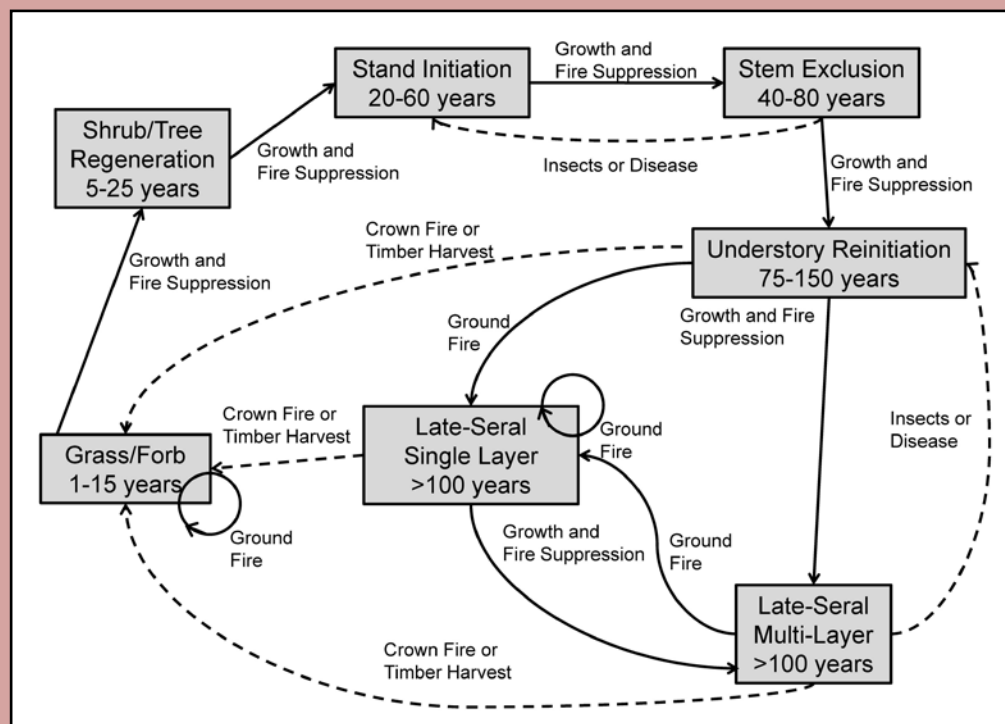 Stand Initiation
20-60 years
Growth and
Fire Suppression
Stem Exclusion
40-80 years
Shrub/Tree
Regeneration
5-25 years
Growth and
Fire Suppression
Insects or Disease
Growth and
Fire Suppression
Crown Fire or
Timber Harvest
Understory Reinitiation
75-150 years
Growth and
Fire Suppression
Ground
Fire
Growth and Fire
Suppression
Crown Fire or
Timber Harvest
Late-Seral
Single Layer
>100 years
Ground
Fire
Insects or
Disease
Grass/Forb
1-15 years
Ground
Fire
Growth and
Fire Suppression
Ground
Fire
Late-Seral
Multi-Layer
>100 years
Crown Fire or
Timber Harvest